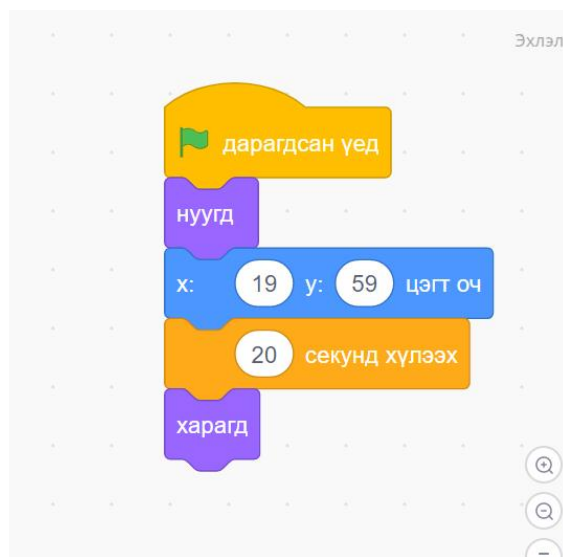 Эхлэл
дарагдсан үед
нуугд
x: 19 y: 59 цэгт оч
20 секунд хүлээх
харагд